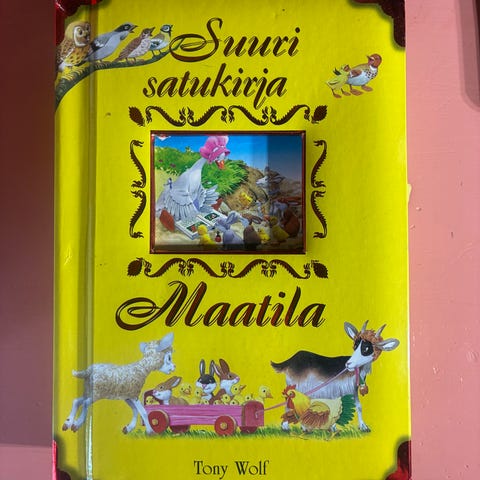 Suuri
satukirja
Maatila
Tony Wolf